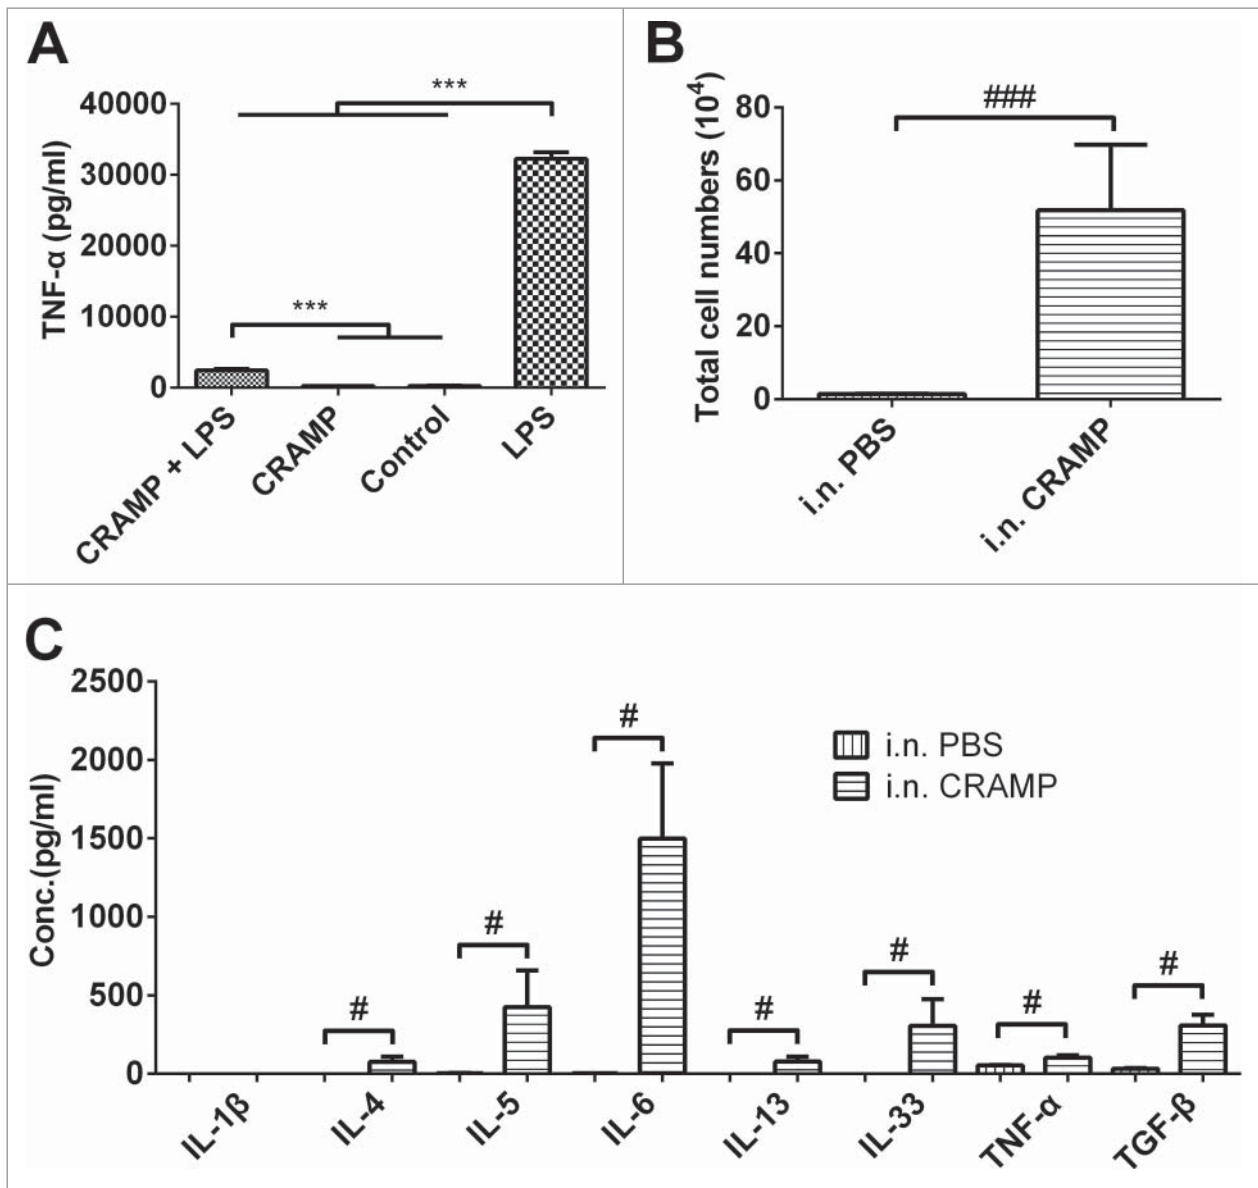 A
TNF-α (pg/ml)
40000
30000
20000
10000
0
***
***
CRAMP + LPS
CRAMP
Control
LPS
B
Total cell numbers (10⁴)
80
60
40
20
0
###
i.n. PBS
i.n. CRAMP
C
Conc.(pg/ml)
2500
2000
1500
1000
500
0
#
#
#
#
#
#
#
i.n. PBS
i.n. CRAMP
IL-1β
IL-4
IL-5
IL-6
IL-13
IL-33
TNF-α
TGF-β